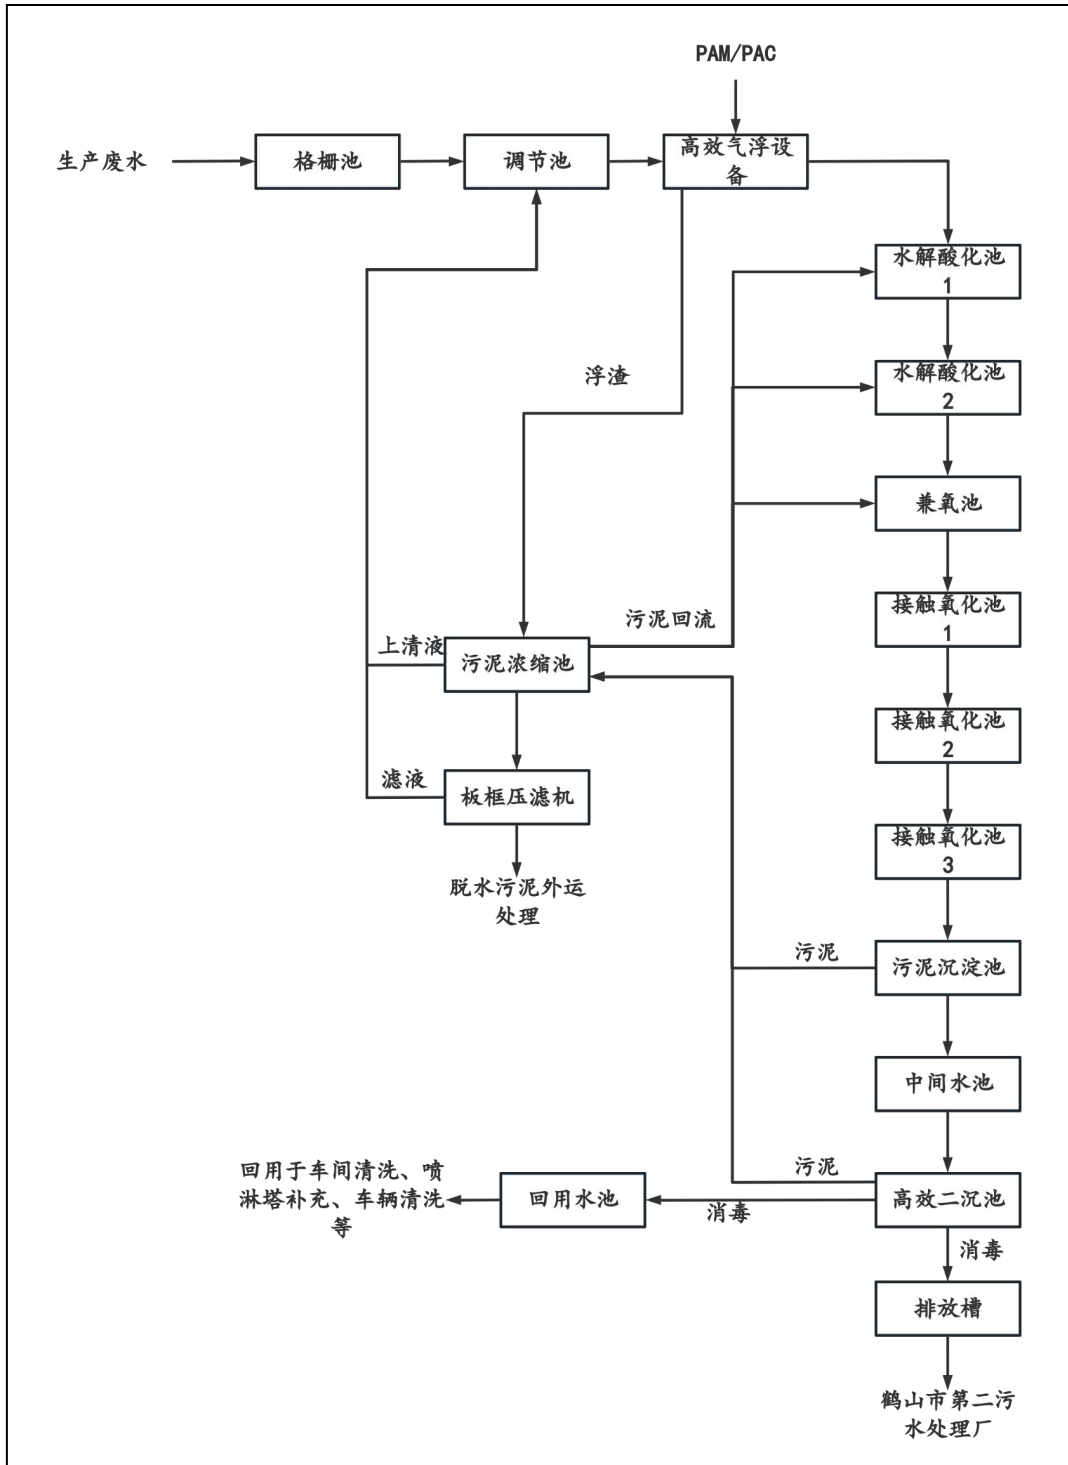 PAM/PAC
生产废水
格栅池
调节池
高效气浮设
备
水解酸化池
1
浮渣
水解酸化池
2
兼氧池
污泥回流
接触氧化池
1
上清液
污泥浓缩池
接触氧化池
2
滤液
板框压滤机
接触氧化池
3
脱水污泥外运
处理
污泥
污泥沉淀池
中间水池
污泥
回用于车间清洗、喷
淋塔补充、车辆清洗
等
回用水池
消毒
高效二沉池
消毒
排放槽
鹤山市第二污
水处理厂